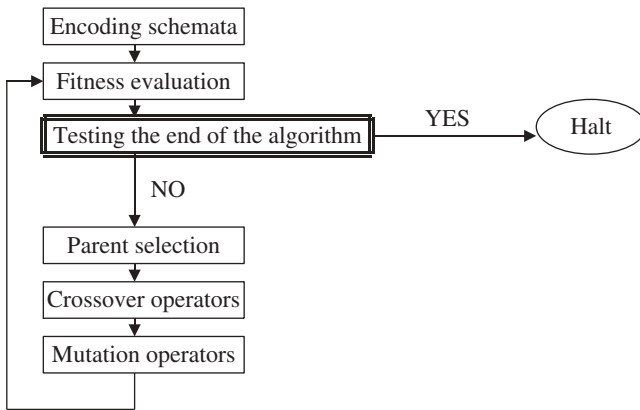 Encoding schemata
Fitness evaluation
Testing the end of the algorithm
YES
Halt
NO
Parent selection
Crossover operators
Mutation operators